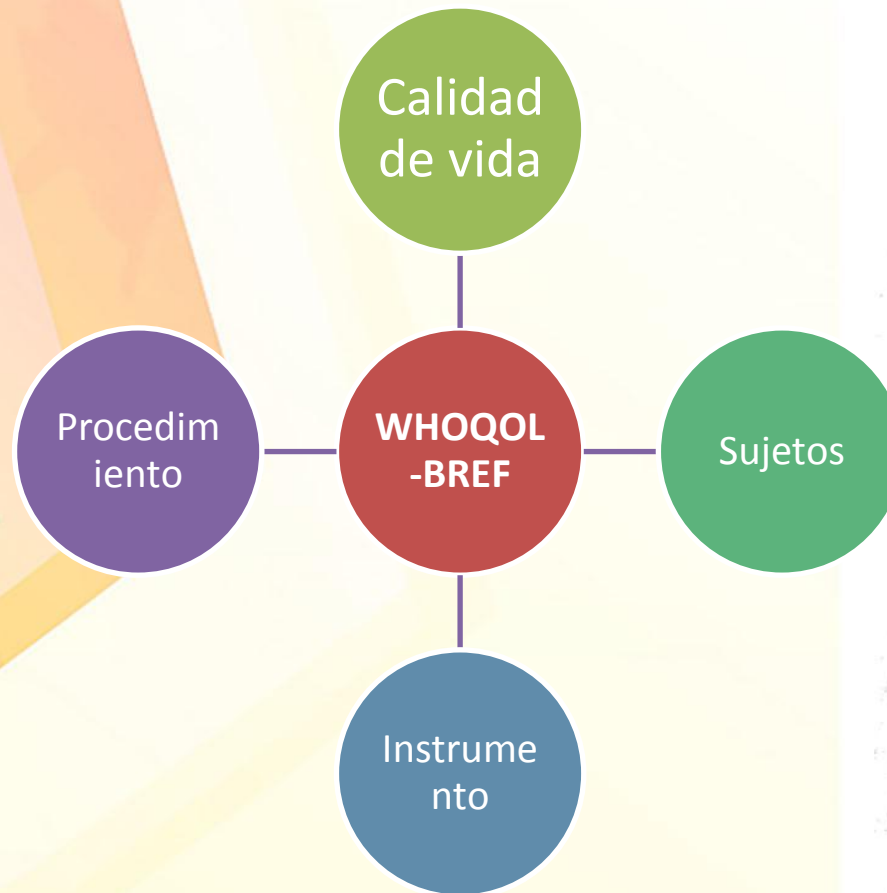 Calidad
de vida
Procedim
iento
WHOQOL
-BREF
Sujetos
Instrume
nto